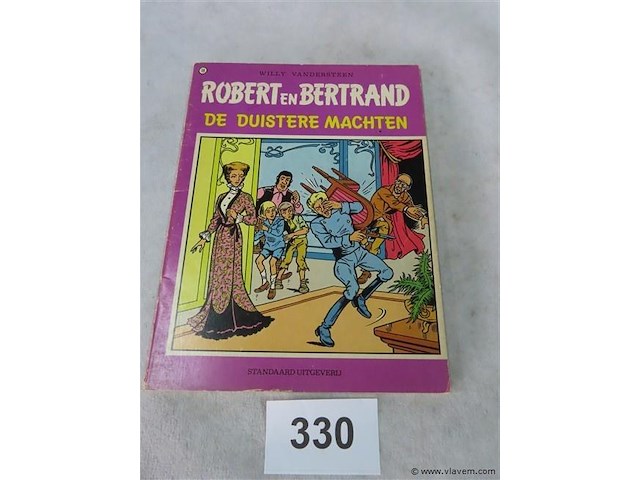 WILLY VANDERSTEEN
ROBERT EN BERTRAND
DE DUISTERE MACHTEN
STANDAARD UITGEVERIJ
330
© www.vlavem.com